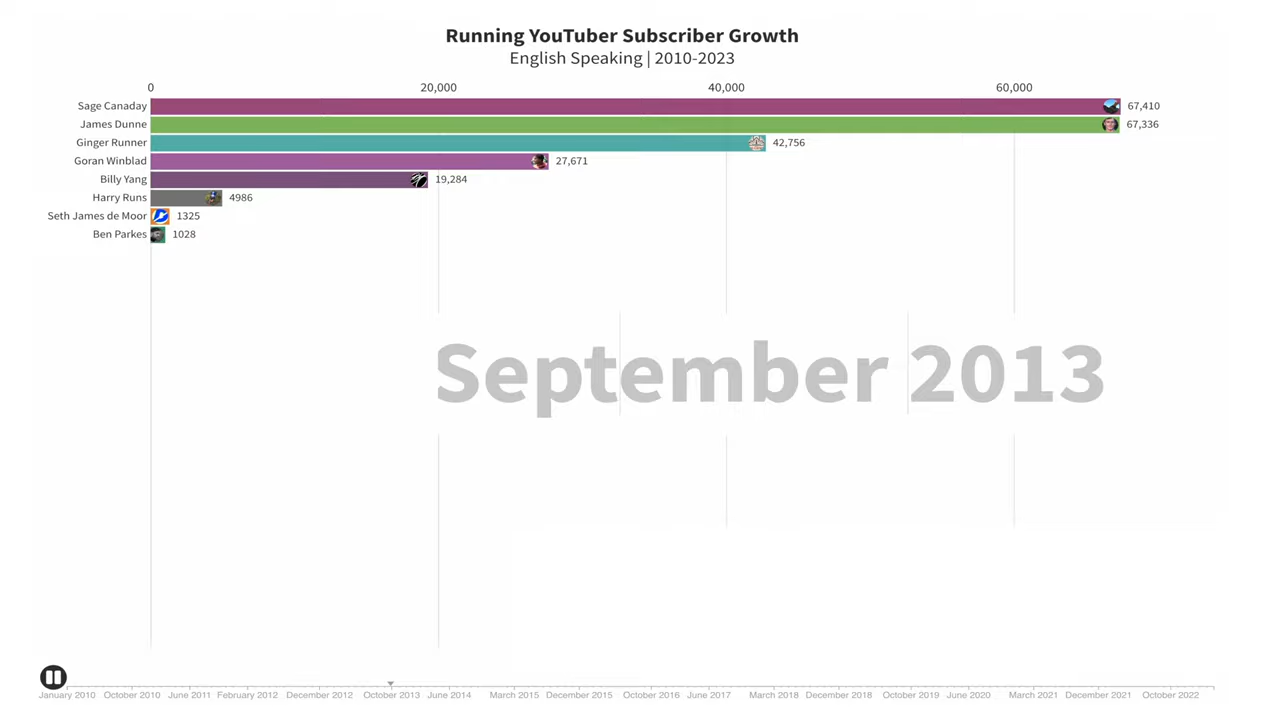 Running YouTuber Subscriber Growth
English Speaking | 2010-2023
0 20,000 40,000 60,000
Sage Canaday 67,410
James Dunne 67,336
Ginger Runner 42,756
Goran Winblad 27,671
Billy Yang 19,284
Harry Runs 4986
Seth James de Moor 1325
Ben Parkes 1028
September 2013
January 2010 October 2010 June 2011 February 2012 December 2012 October 2013 June 2014 March 2015 December 2015 October 2016 June 2017 March 2018 December 2018 October 2019 June 2020 March 2021 December 2021 October 2022